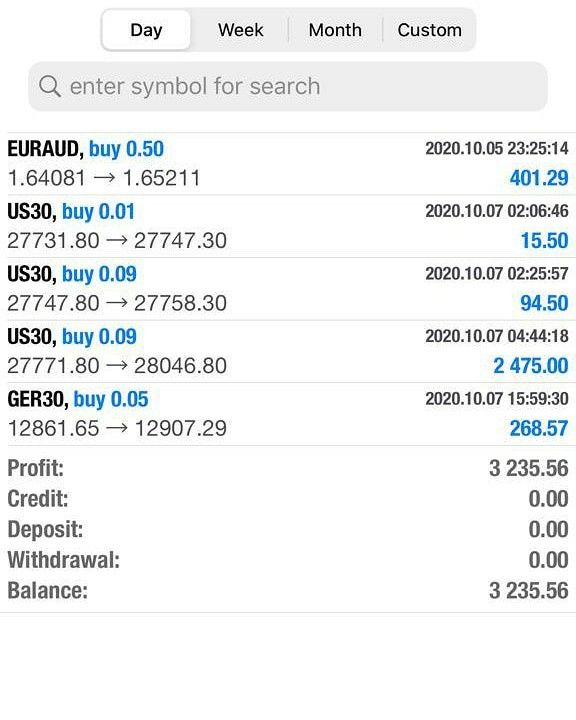 Day Week Month Custom
enter symbol for search
EURAUD, buy 0.50 2020.10.05 23:25:14
1.64081 → 1.65211 401.29
US30, buy 0.01 2020.10.07 02:06:46
27731.80 → 27747.30 15.50
US30, buy 0.09 2020.10.07 02:25:57
27747.80 → 27758.30 94.50
US30, buy 0.09 2020.10.07 04:44:18
27771.80 → 28046.80 2 475.00
GER30, buy 0.05 2020.10.07 15:59:30
12861.65 → 12907.29 268.57
Profit: 3 235.56
Credit: 0.00
Deposit: 0.00
Withdrawal: 0.00
Balance: 3 235.56